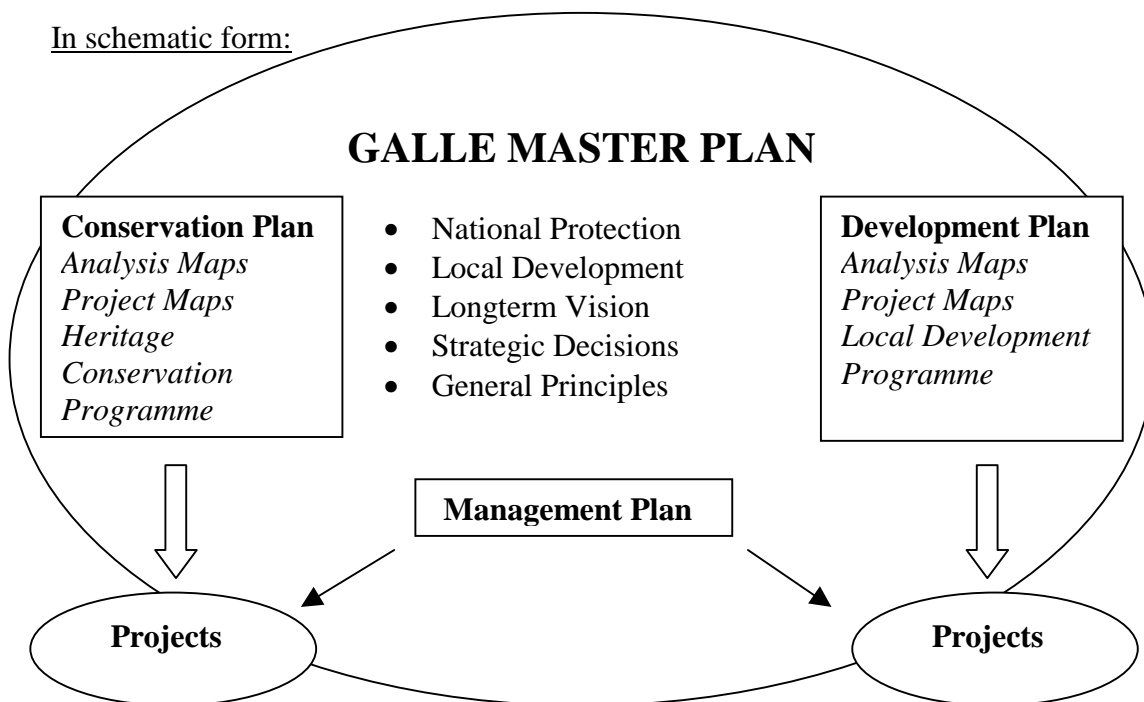 In schematic form:
GALLE MASTER PLAN
Conservation Plan
Analysis Maps
Project Maps
Heritage
Conservation
Programme
• National Protection
• Local Development
• Longterm Vision
• Strategic Decisions
• General Principles
Development Plan
Analysis Maps
Project Maps
Local Development
Programme
Management Plan
Projects
Projects